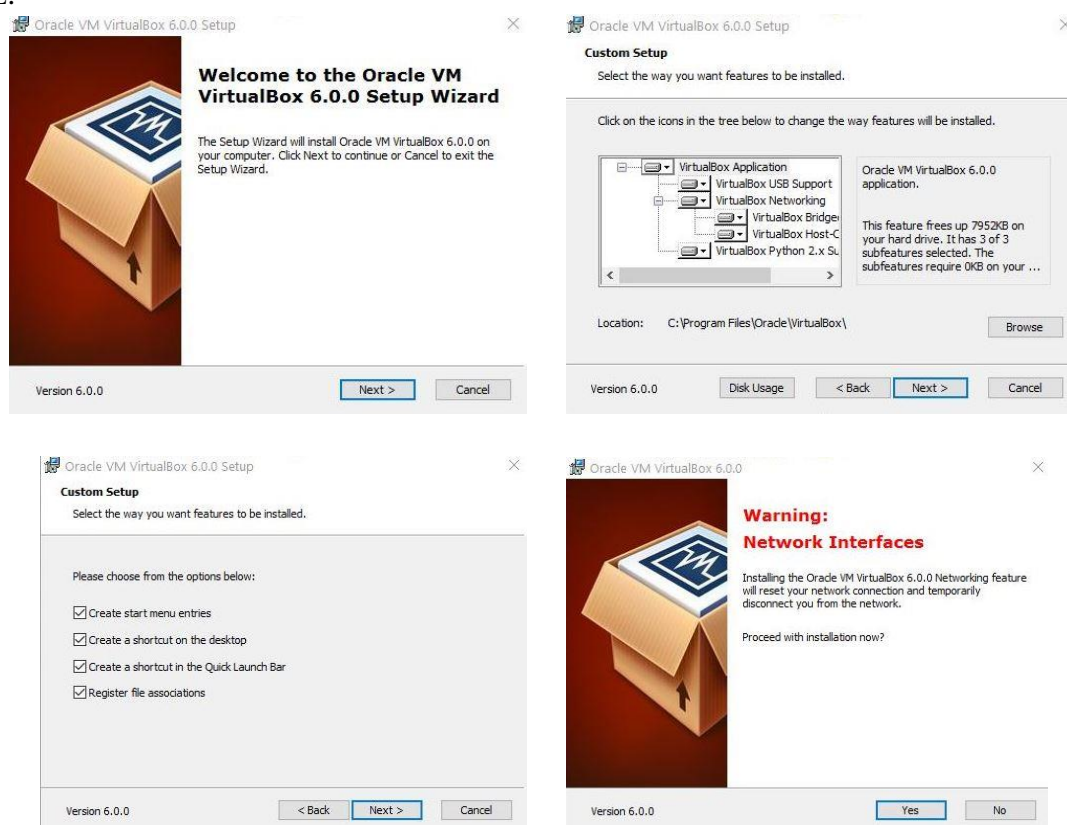 Oracle VM VirtualBox 6.0.0 Setup
Welcome to the Oracle VM
VirtualBox 6.0.0 Setup Wizard
The Setup Wizard will install Oracle VM VirtualBox 6.0.0 on
your computer. Click Next to continue or Cancel to exit the
Setup Wizard.
Version 6.0.0
Next >
Cancel
Oracle VM VirtualBox 6.0.0 Setup
Custom Setup
Select the way you want features to be installed.
Click on the icons in the tree below to change the way features will be installed.
VirtualBox Application
VirtualBox USB Support
VirtualBox Networking
VirtualBox Bridge
VirtualBox Host-C
VirtualBox Python 2.x Su
Oracle VM VirtualBox 6.0.0
application.
This feature frees up 7952KB on
your hard drive. It has 3 of 3
subfeatures selected. The
subfeatures require 0KB on your ...
Location: C:\Program Files\Oracle\VirtualBox\
Browse
Version 6.0.0
Disk Usage
< Back
Next >
Cancel
Oracle VM VirtualBox 6.0.0 Setup
Custom Setup
Select the way you want features to be installed.
Please choose from the options below:
Create start menu entries
Create a shortcut on the desktop
Create a shortcut in the Quick Launch Bar
Register file associations
Version 6.0.0
< Back
Next >
Cancel
Oracle VM VirtualBox 6.0.0
Warning:
Network Interfaces
Installing the Oracle VM VirtualBox 6.0.0 Networking feature
will reset your network connection and temporarily
disconnect you from the network.
Proceed with installation now?
Version 6.0.0
Yes
No